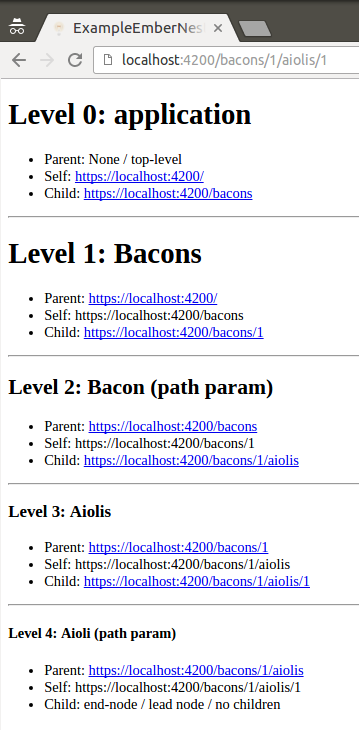 ExampleEmberNes
localhost:4200/bacons/1/aiolis/1
Level 0: application
Parent: None / top-level
Self: https://localhost:4200/
Child: https://localhost:4200/bacons
Level 1: Bacons
Parent: https://localhost:4200/
Self: https://localhost:4200/bacons
Child: https://localhost:4200/bacons/1
Level 2: Bacon (path param)
Parent: https://localhost:4200/bacons
Self: https://localhost:4200/bacons/1
Child: https://localhost:4200/bacons/1/aiolis
Level 3: Aiolis
Parent: https://localhost:4200/bacons/1
Self: https://localhost:4200/bacons/1/aiolis
Child: https://localhost:4200/bacons/1/aiolis/1
Level 4: Aioli (path param)
Parent: https://localhost:4200/bacons/1/aiolis
Self: https://localhost:4200/bacons/1/aiolis/1
Child: end-node / lead node / no children